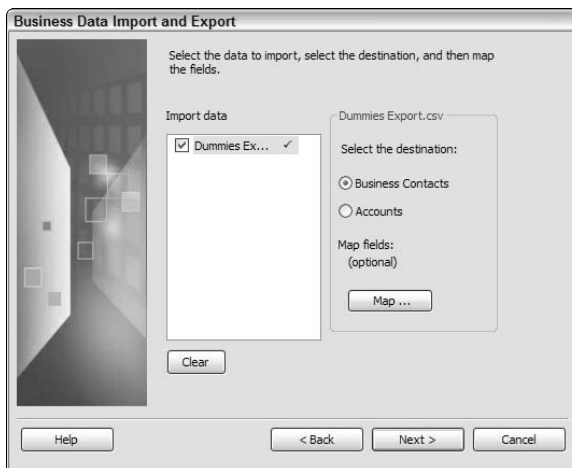 Business Data Import and Export
Select the data to import, select the destination, and then map
the fields.
Import data
Dummies Ex...
Dummies Export.csv
Select the destination:
Business Contacts
Accounts
Map fields:
(optional)
Map ...
Clear
Help
< Back
Next >
Cancel